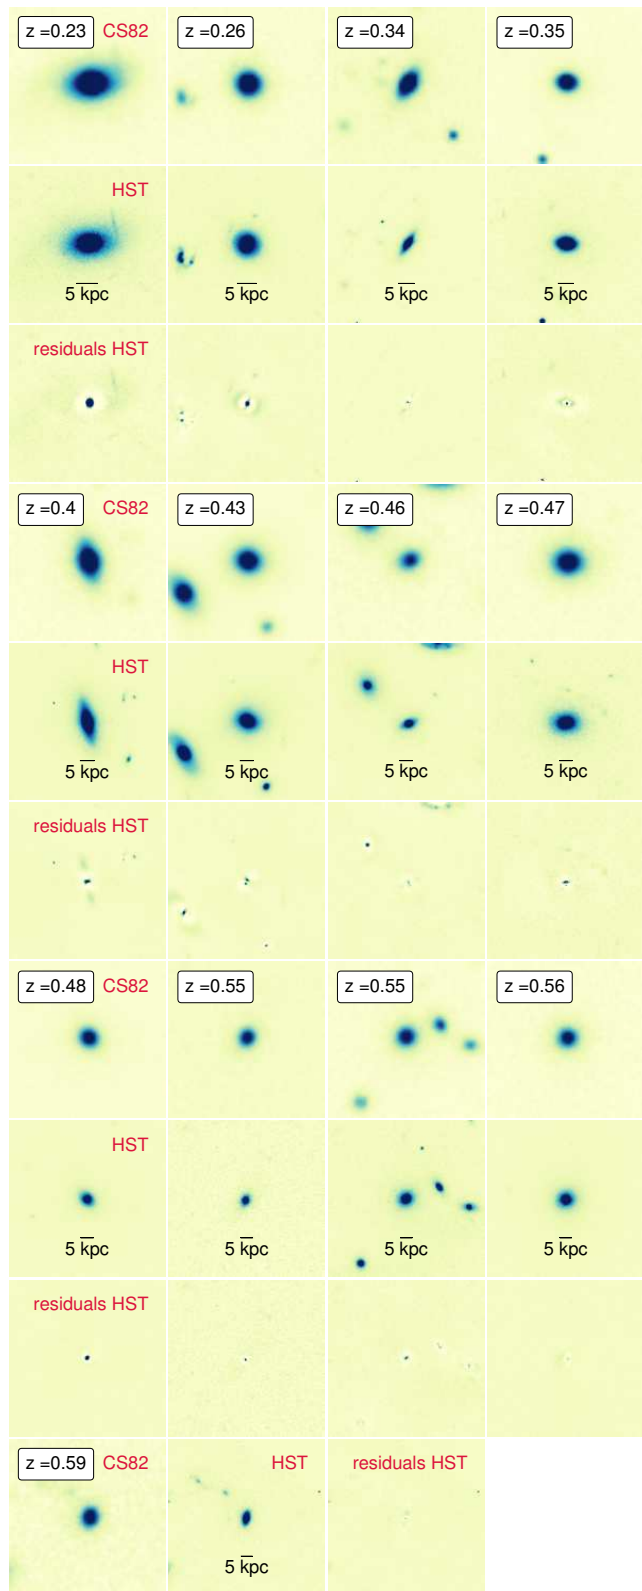 z =0.23 CS82 z =0.26 z =0.34 z =0.35
HST
5 kpc 5 kpc 5 kpc 5 kpc
residuals HST
z =0.4 CS82 z =0.43 z =0.46 z =0.47
HST
5 kpc 5 kpc 5 kpc 5 kpc
residuals HST
z =0.48 CS82 z =0.55 z =0.55 z =0.56
HST
5 kpc 5 kpc 5 kpc 5 kpc
residuals HST
z =0.59 CS82 HST residuals HST
5 kpc